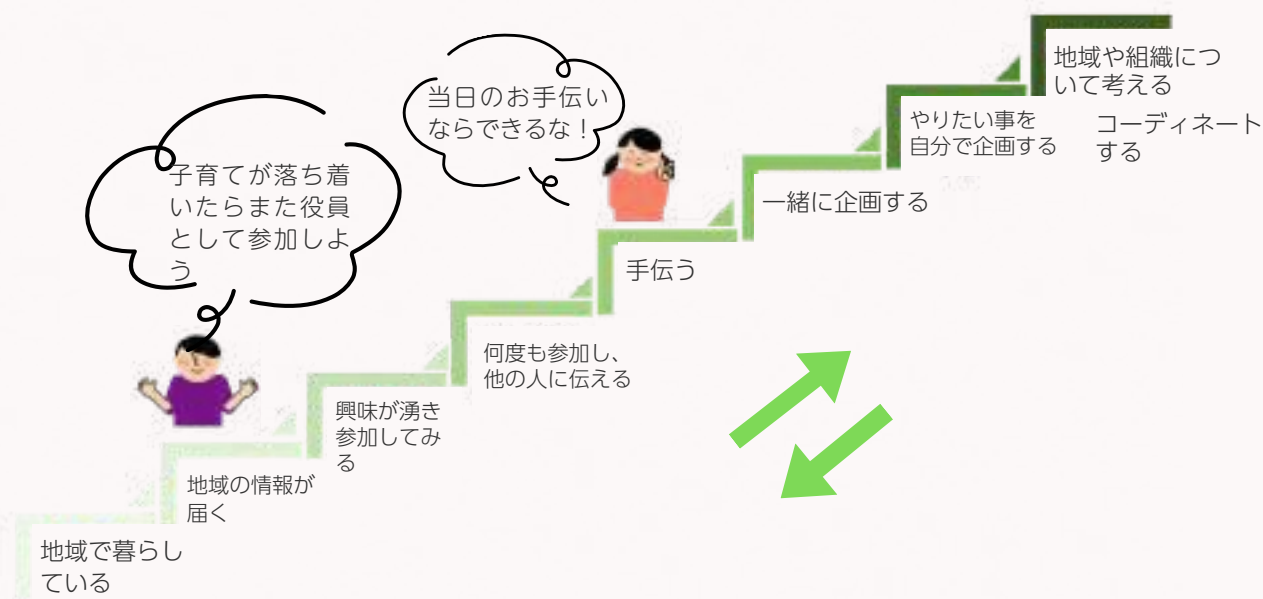 地域や組織につ
いて考える
コーディネート
する
やりたい事を
自分で企画する
一緒に企画する
当日のお手伝い
ならできるな！
手伝う
子育てが落ち着
いたらまた役員
として参加しよ
う
何度も参加し、
他の人に伝える
興味が湧き
参加してみ
る
地域の情報が
届く
地域で暮らし
ている